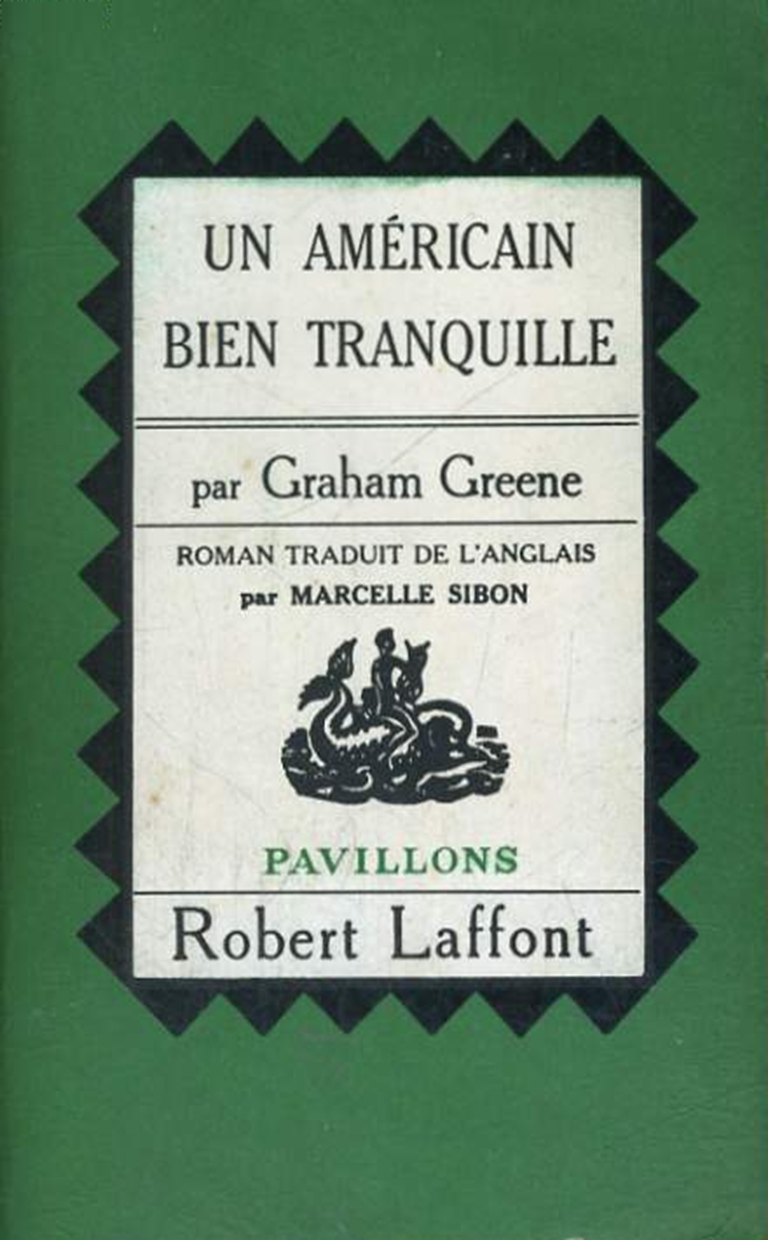 UN AMÉRICAIN
BIEN TRANQUILLE
par Graham Greene
ROMAN TRADUIT DE L'ANGLAIS
par MARCELLE SIBON
PAVILLONS
Robert Laffont